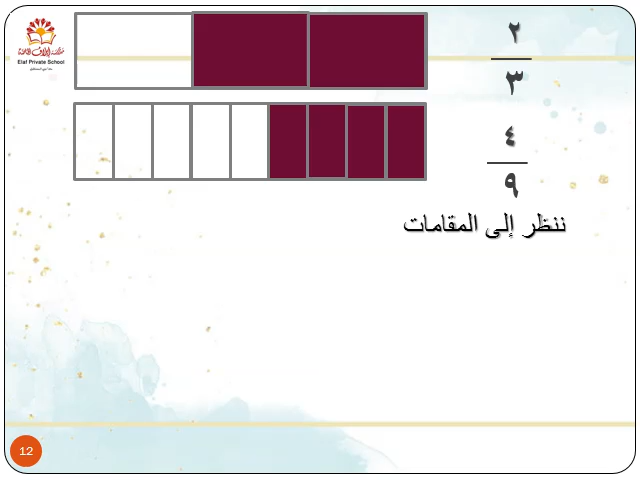 Elaf Private School
٢
٣
٤
٩
ننظر إلى المقامات
12